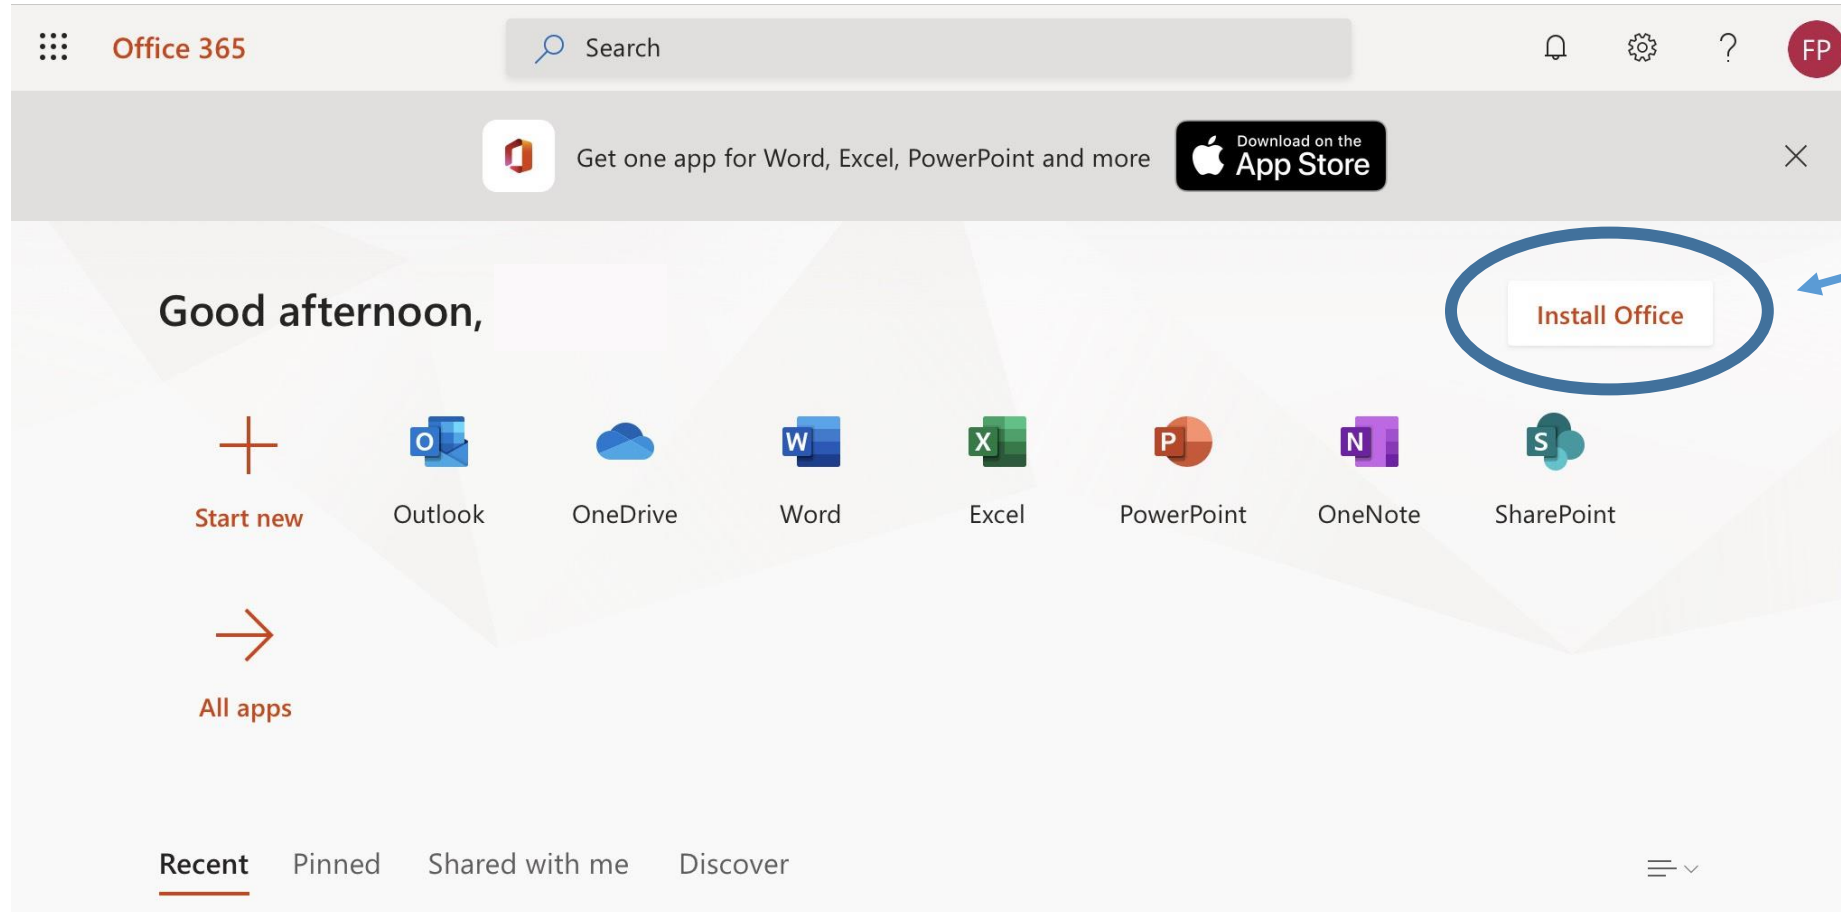 Office 365
Search
FP
Get one app for Word, Excel, PowerPoint and more
Download on the
App Store
Good afternoon,
Install Office
Start new
O
Outlook
OneDrive
W
Word
X
Excel
P
PowerPoint
N
OneNote
S
SharePoint
All apps
Recent Pinned Shared with me Discover